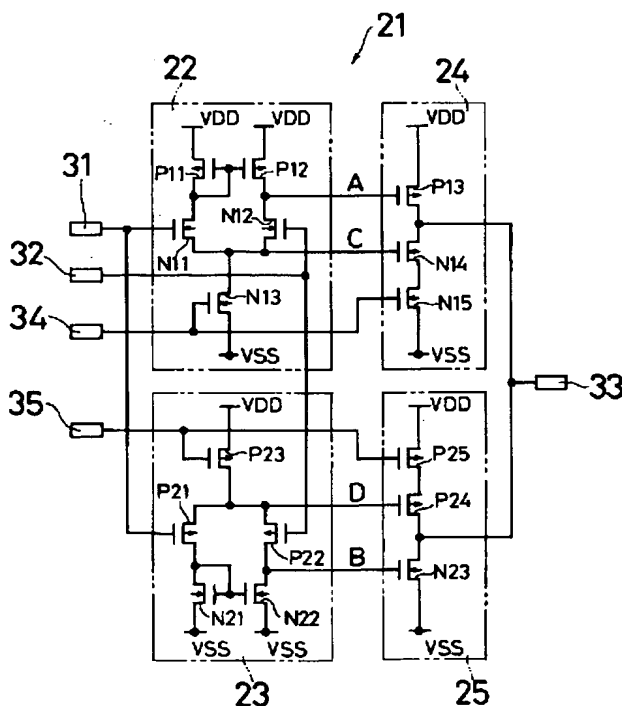 21
22
24
VDD
VDD
VDD
P11
P12
A
P13
31
N12
N11
C
32
N14
N13
34
N15
VSS
VSS
35
33
VDD
VDD
P23
P25
P21
D
P24
P22
B
N23
N21
N22
VSS
VSS
VSS
23
25